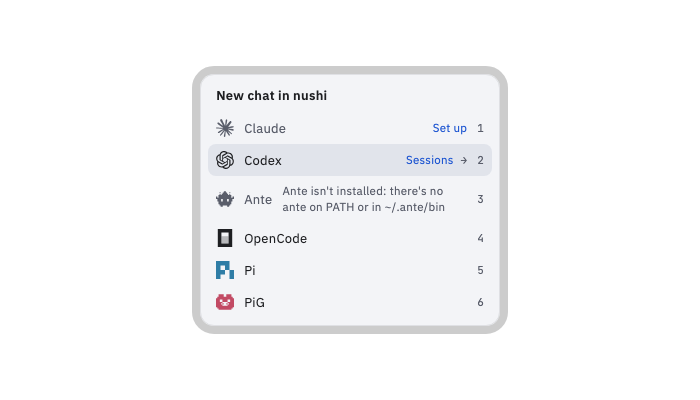 New chat in nushi
Claude Set up 1
Codex Sessions → 2
Ante Ante isn't installed: there's no
ante on PATH or in ~/.ante/bin 3
OpenCode 4
Pi 5
PiG 6